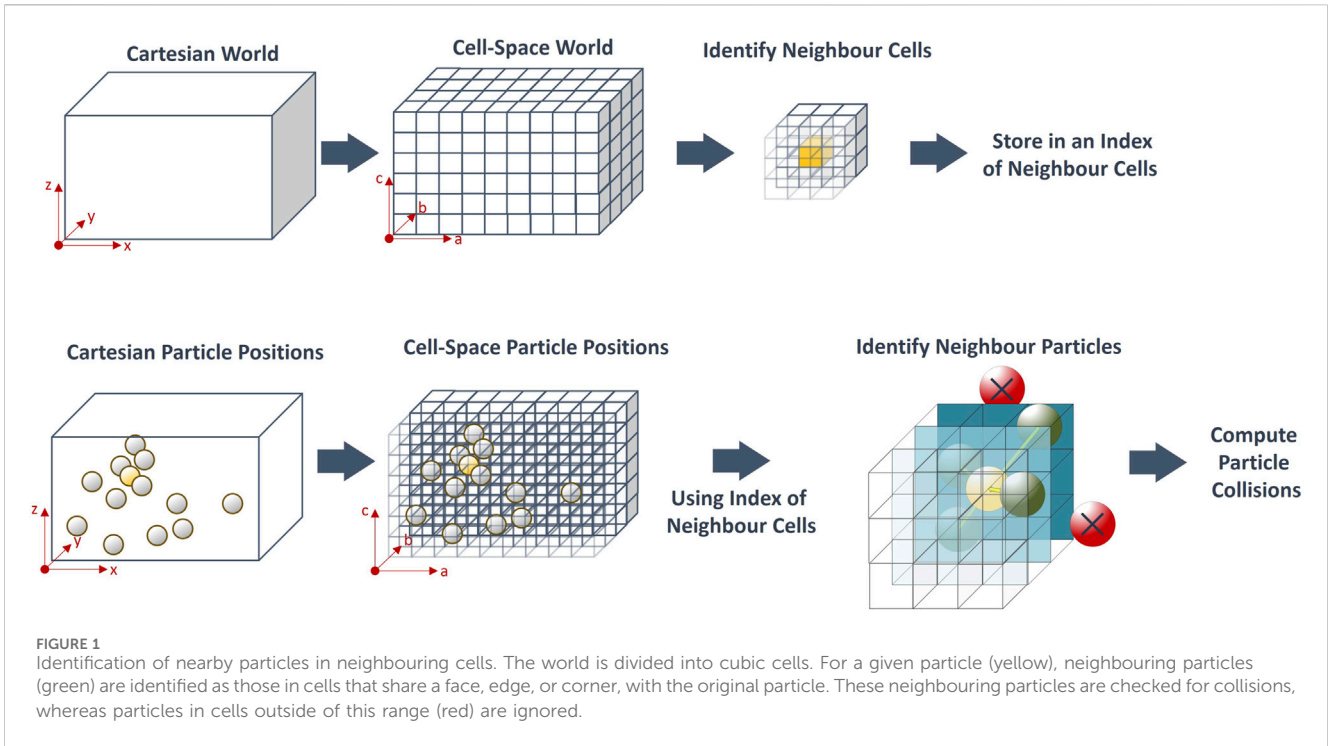 Cartesian World
Cell-Space World
Identify Neighbour Cells
z
y
x
c
b
a
Store in an Index
of Neighbour Cells
Cartesian Particle Positions
Cell-Space Particle Positions
Identify Neighbour Particles
z
y
x
c
b
a
Using Index of
Neighbour Cells
Compute
Particle
Collisions
FIGURE 1
Identification of nearby particles in neighbouring cells. The world is divided into cubic cells. For a given particle (yellow), neighbouring particles
(green) are identified as those in cells that share a face, edge, or corner, with the original particle. These neighbouring particles are checked for collisions,
whereas particles in cells outside of this range (red) are ignored.